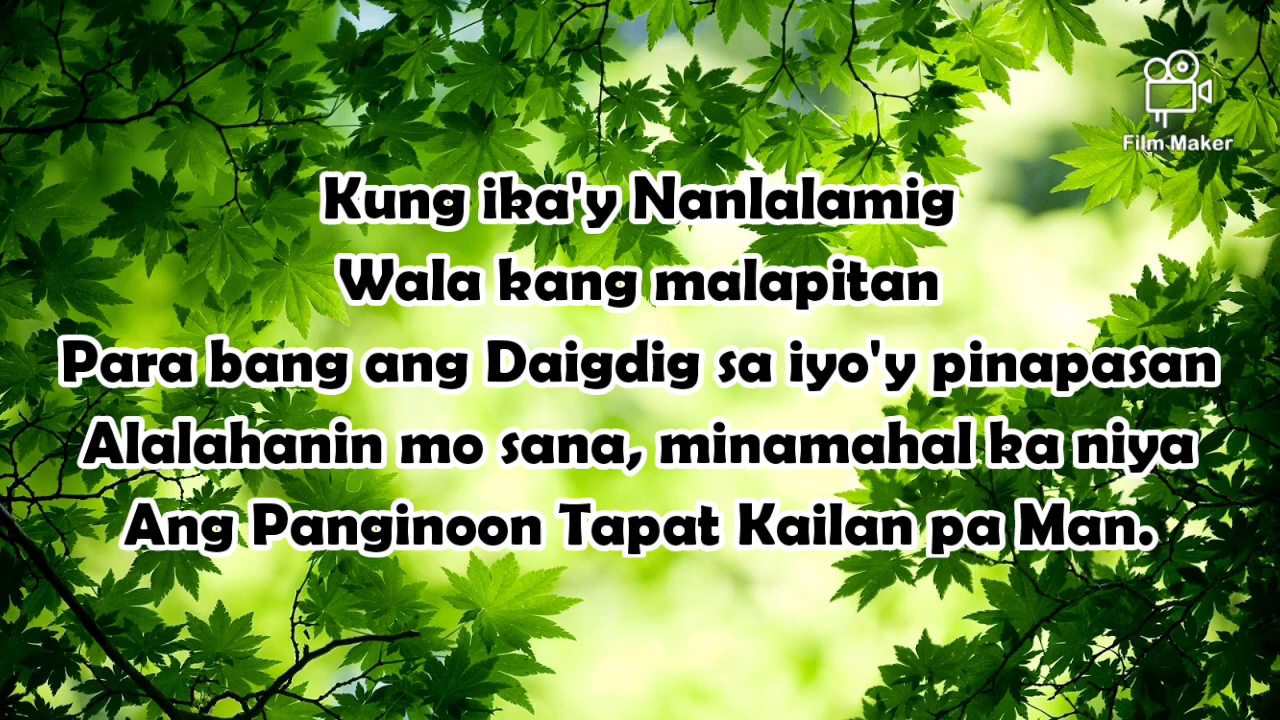 Film Maker
Kung ika'y Nanlalamig
Wala kang malapitan
Para bang ang Daigdig sa iyo'y pinapasan
Alalahanin mo sana, minamahal ka niya
Ang Panginoon Tapat Kailan pa Man.